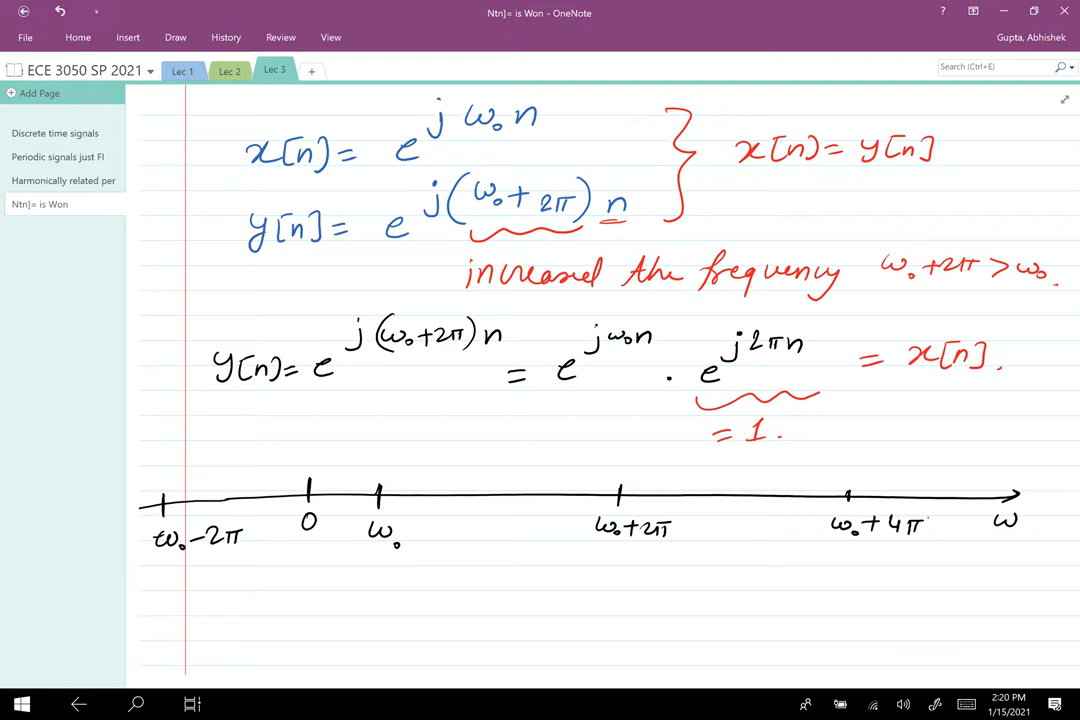 Ntn]= is Won - OneNote
?
File Home Insert Draw History Review View
Gupta, Abhishek
ECE 3050 SP 2021 Lec 1 Lec 2 Lec 3 +
Search (Ctrl+E)
Add Page
Discrete time signals
Periodic signals just FI
Harmonically related per
Ntn]= is Won
x[n]= e^{jω₀n}
y[n]= e^{j(ω₀+2π)n}
x[n]= y[n]
increased the frequency ω₀+2π>ω₀.
y[n]= e^{j(ω₀+2π)n} = e^{jω₀n} . e^{j2πn} = x[n].
= 1.
ω₀-2π 0 ω₀ ω₀+2π ω₀+4π ω
2:20 PM
1/15/2021